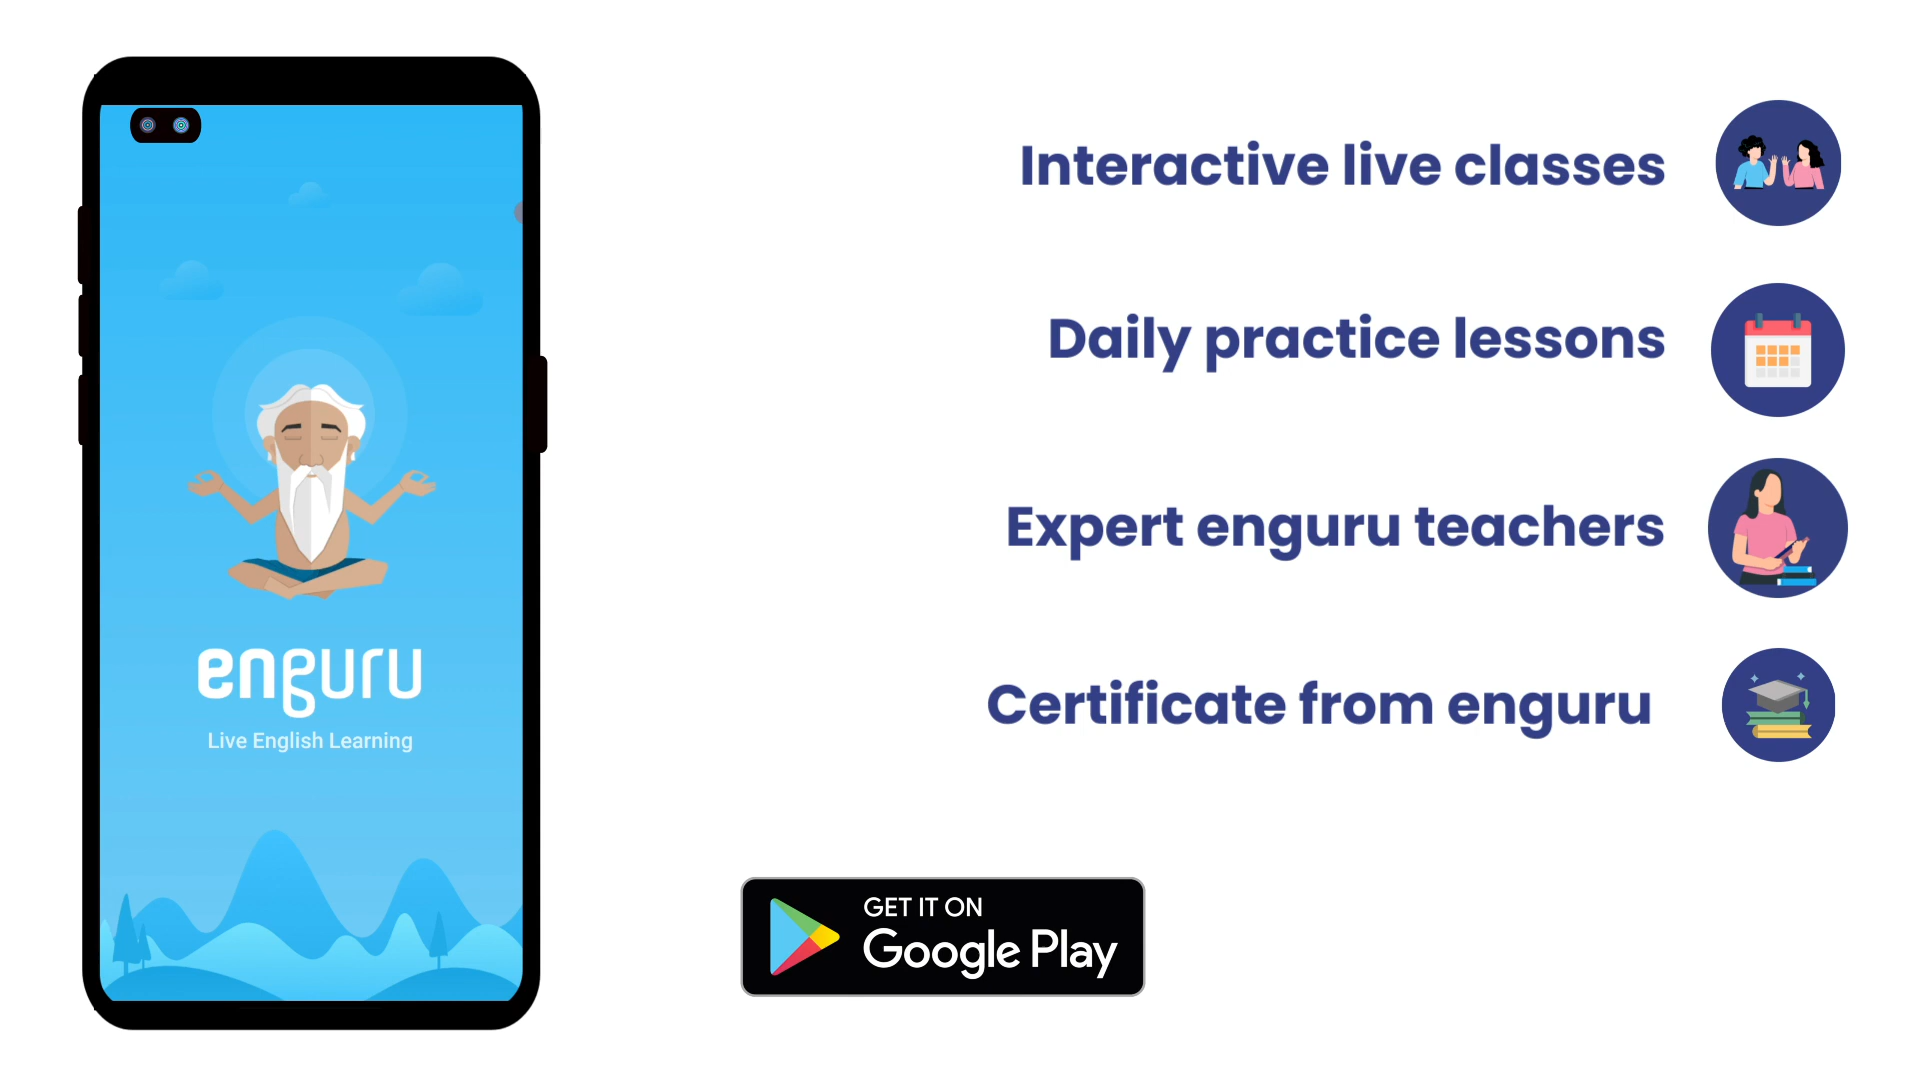 enguru
Live English Learning
Interactive live classes
Daily practice lessons
Expert enguru teachers
Certificate from enguru
GET IT ON
Google Play